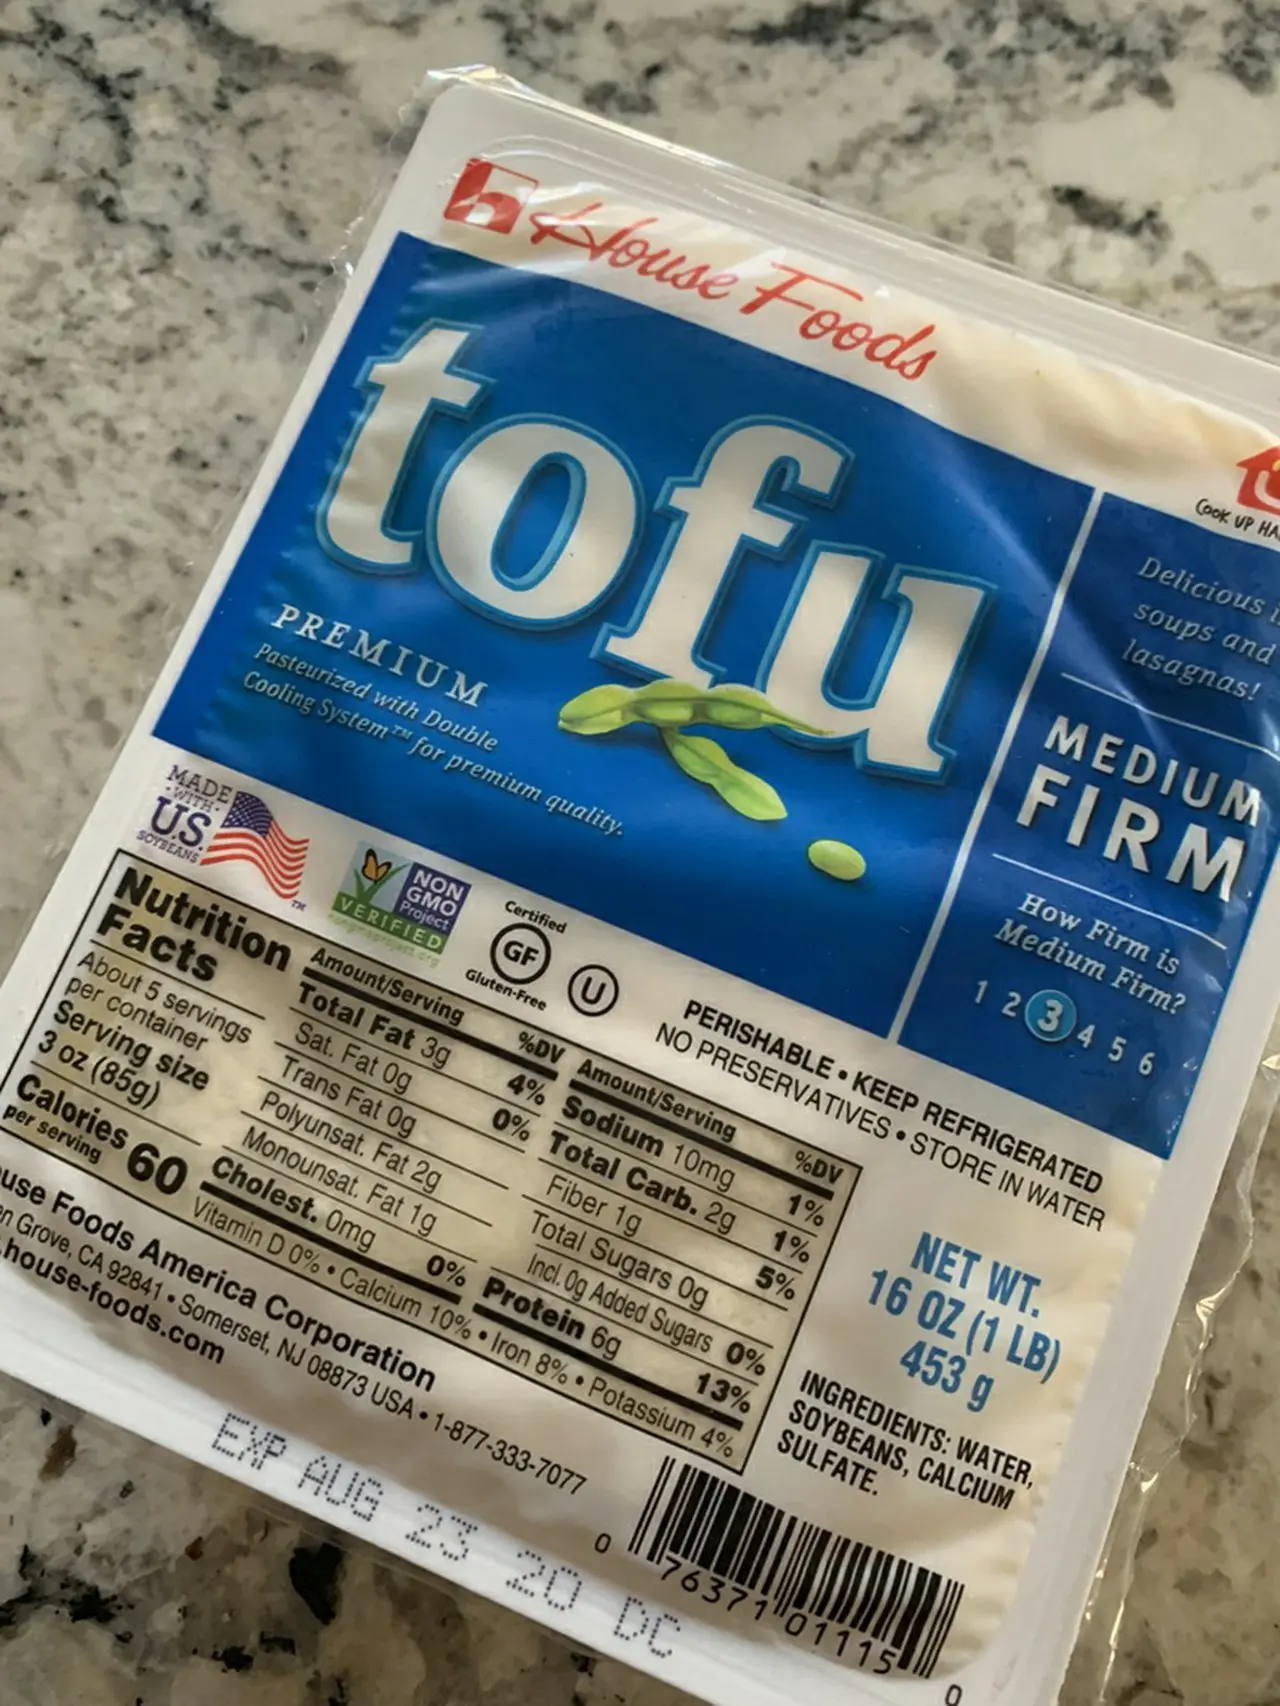 House Foods
tofu
PREMIUM
Pasteurized with Double
Cooling System™ for premium quality.
COOK UP
Delicious
soups and
lasagnas!
MEDIUM
FIRM
How Firm is
Medium Firm?
1 2 3 4 5 6
MADE
WITH
U.S.
SOYBEANS
™
NON
GMO
Project
VERIFIED
nongmoproject.org
Certified
GF
Gluten-Free
U
PERISHABLE • KEEP REFRIGERATED
NO PRESERVATIVES • STORE IN WATER
Nutrition
Facts
About 5 servings
per container
Serving size
3 oz (85g)
Calories 60
per serving
Amount/Serving %DV
Total Fat 3g 4%
Sat. Fat 0g 0%
Trans Fat 0g
Polyunsat. Fat 2g
Monounsat. Fat 1g
Cholest. 0mg 0%
Amount/Serving %DV
Sodium 10mg 1%
Total Carb. 2g 1%
Fiber 1g 5%
Total Sugars 0g
Incl. 0g Added Sugars 0%
Protein 6g 13%
Vitamin D 0% • Calcium 10% • Iron 8% • Potassium 4%
NET WT.
16 OZ (1 LB)
453 g
INGREDIENTS: WATER,
SOYBEANS, CALCIUM
SULFATE.
Foods America Corporation
Grove, CA 92841 • Somerset, NJ 08873 USA • 1-877-333-7077
house-foods.com
EXP AUG 23 20 DC
0 76371 01115 0